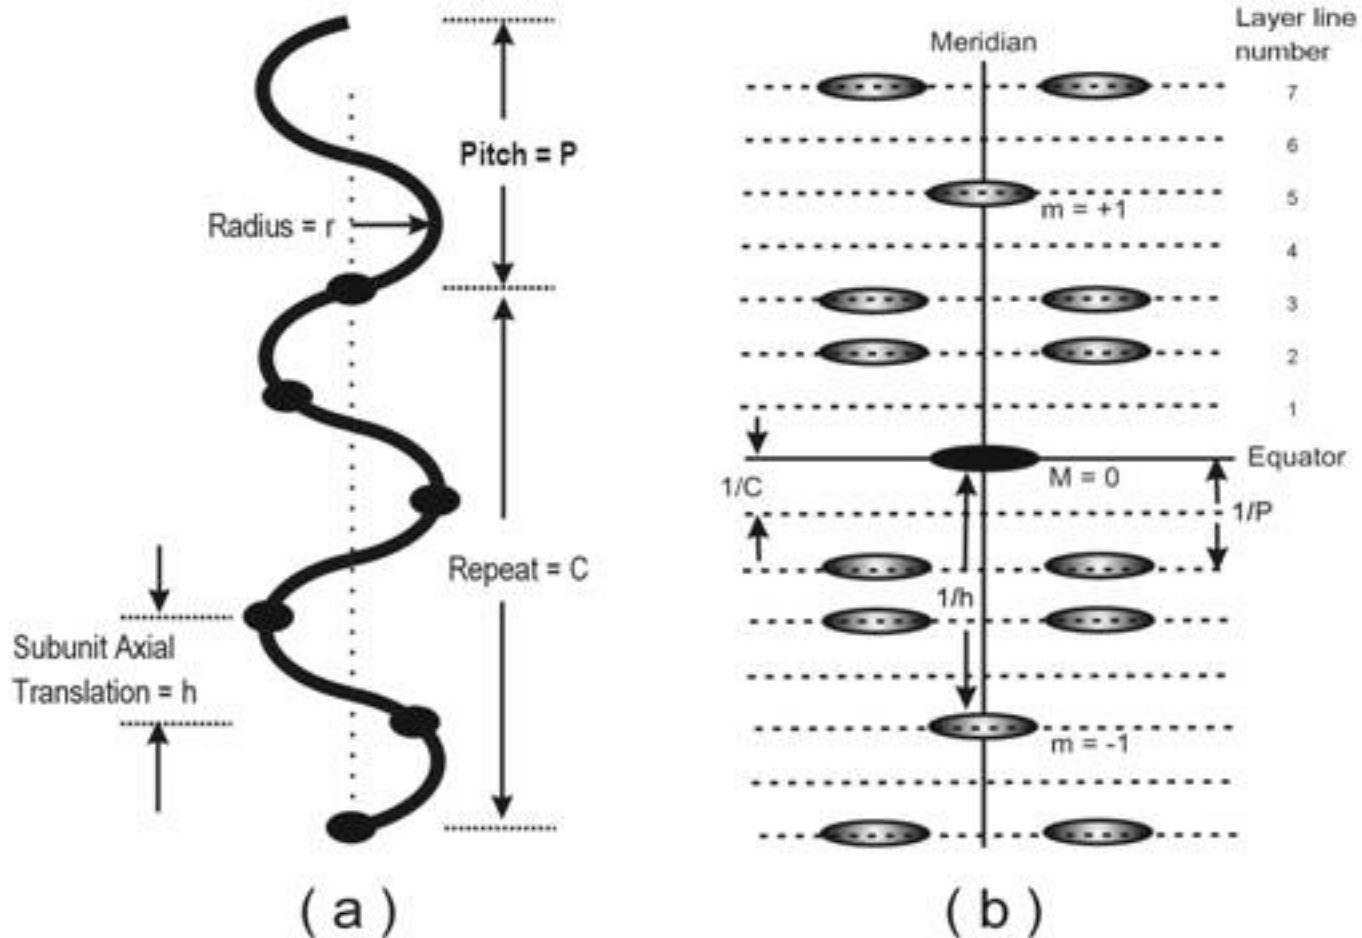 Pitch = P
Radius = r
Repeat = C
Subunit Axial
Translation = h
( a )
Layer line
number
Meridian
7
6
5
m = +1
4
3
2
1
Equator
M = 0
1/C
1/P
1/h
m = -1
( b )